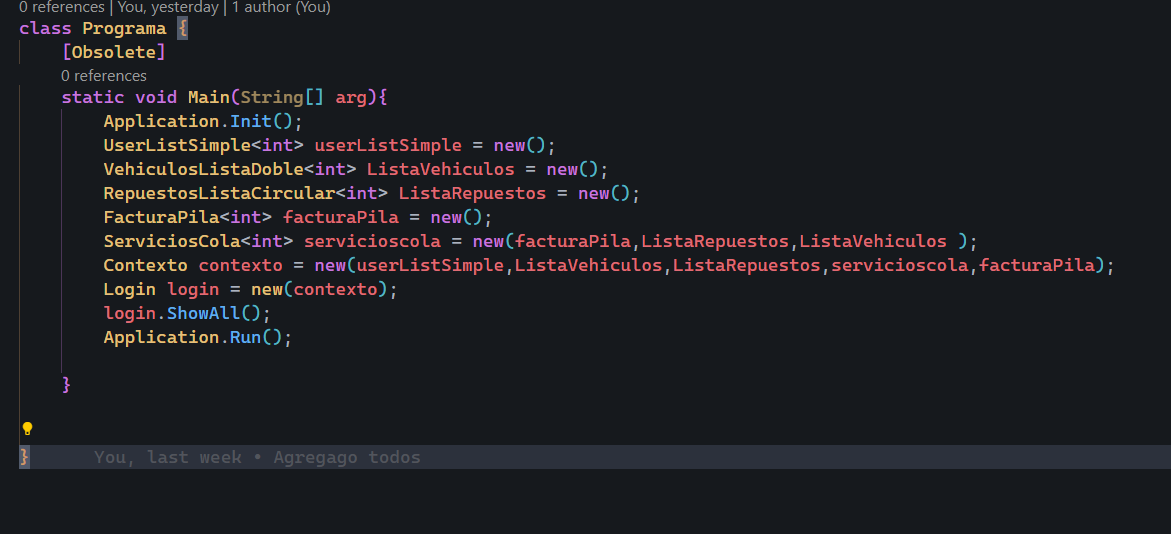 0 references | You, yesterday | 1 author (You)
class Programa {
[Obsolete]
0 references
static void Main(String[] arg){
Application.Init();
UserListSimple<int> userListSimple = new();
VehiculosListaDoble<int> ListaVehiculos = new();
RepuestosListaCircular<int> ListaRepuestos = new();
FacturaPila<int> facturaPila = new();
ServiciosCola<int> servicioscola = new(facturaPila,ListaRepuestos,ListaVehiculos );
Contexto contexto = new(userListSimple,ListaVehiculos,ListaRepuestos,servicioscola,facturaPila);
Login login = new(contexto);
login.ShowAll();
Application.Run();
}
} You, last week • Agregago todos